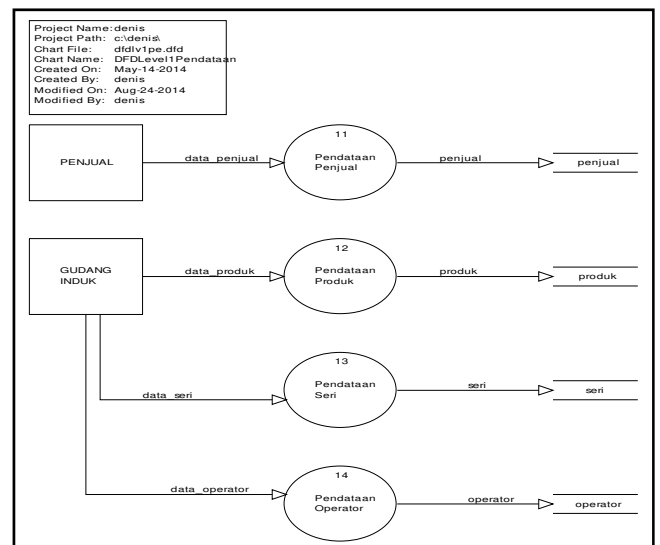 Project Name: denis
Project Path: c:\denis\
Chart File: dfdlv1pe.dfd
Chart Name: DFDLevel1Pendataan
Created On: May-14-2014
Created By: denis
Modified On: Aug-24-2014
Modified By: denis
PENJUAL
data_penjual
11
Pendataan
Penjual
penjual
penjual
GUDANG
INDUK
data_produk
12
Pendataan
Produk
produk
produk
data_seri
13
Pendataan
Seri
seri
seri
data_operator
14
Pendataan
Operator
operator
operator